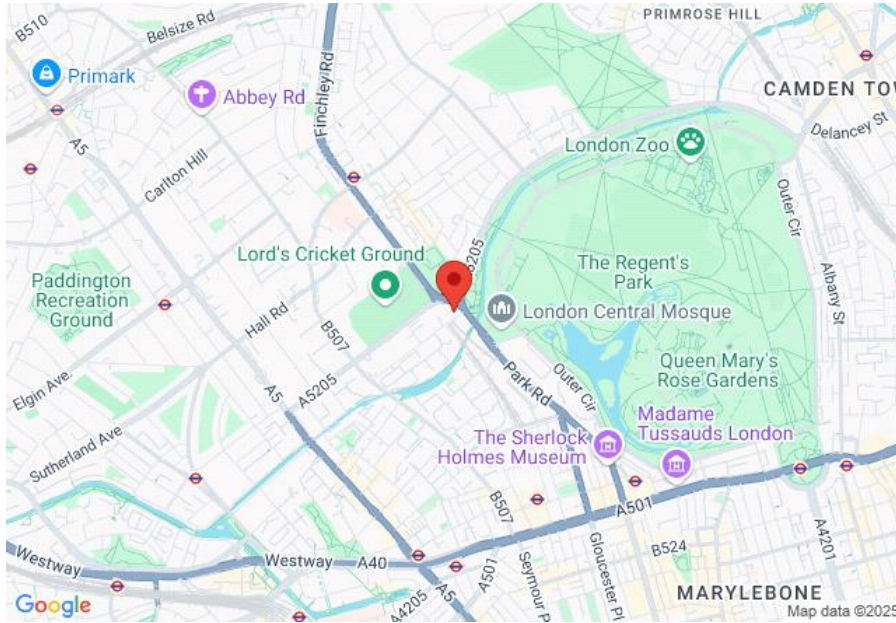 PRIMROSE HILL
B510
Belsize Rd
Primark
Abbey Rd
Finchley Rd
CAMDEN TOW
Delancey St
London Zoo
A5
Carlton Hill
Outer Cir
Lord's Cricket Ground
5205
The Regent's
Park
Paddington
Recreation
Ground
Hall Rd
B507
London Central Mosque
Albany St
Elgin Ave.
A5205
Park Rd
Outer Cir
Queen Mary's
Rose Gardens
A5
Sutherland Ave
The Sherlock
Holmes Museum
Madame
Tussauds London
B507
A501
Westway
Westway
A40
A501
Seymour P
Gloucester Pl
B524
A4201
A4205
A5
MARYLEBONE
Google
Map data ©2025